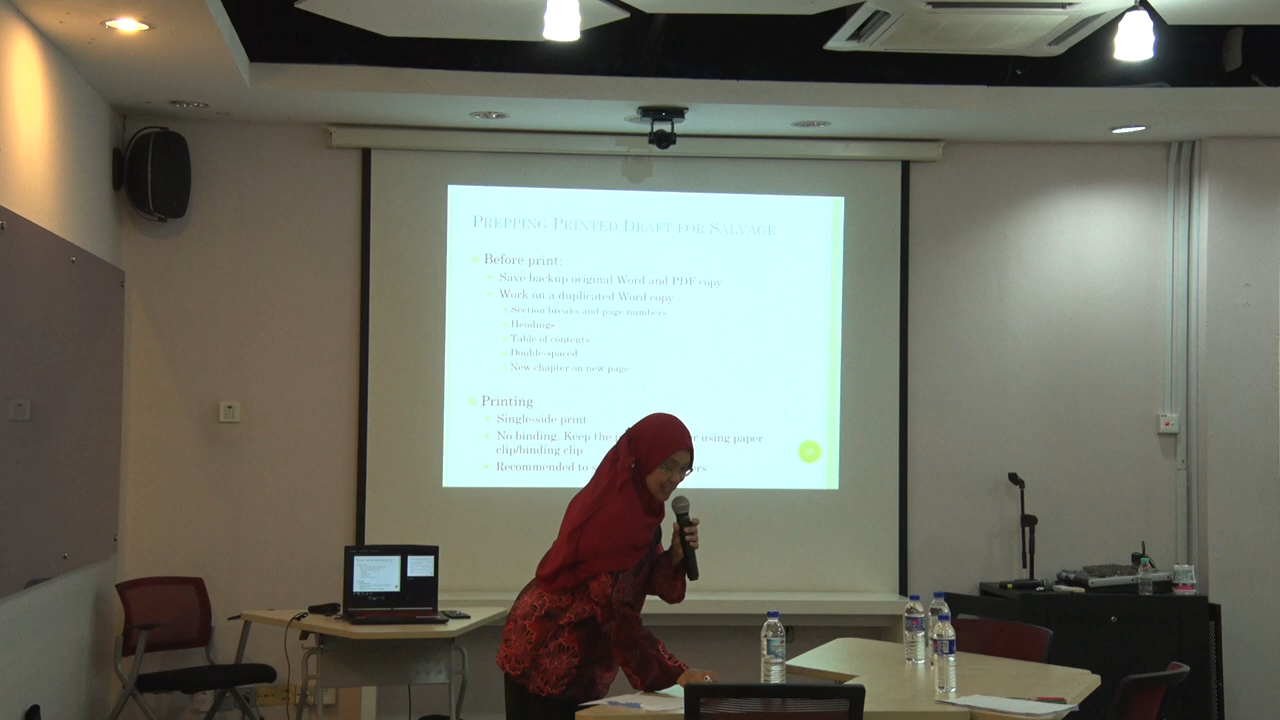 PREPPING PRINTED DRAFT FOR SALVAGE
Before print:
Save backup original Word and PDF copy
Work on a duplicated Word copy
Section breaks and page numbers
Headings
Table of contents
Double-spaced
New chapter on new page
Printing
Single-side print
No binding. Keep the using paper
clip/binding clip
Recommended to